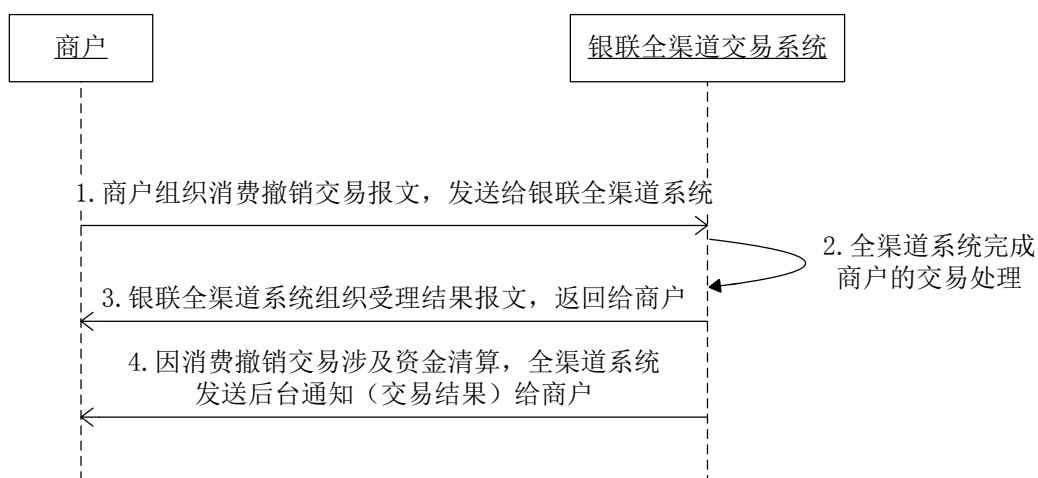 商户
银联全渠道交易系统
1.商户组织消费撤销交易报文，发送给银联全渠道系统
2.全渠道系统完成
商户的交易处理
3.银联全渠道系统组织受理结果报文，返回给商户
4.因消费撤销交易涉及资金清算，全渠道系统
发送后台通知（交易结果）给商户